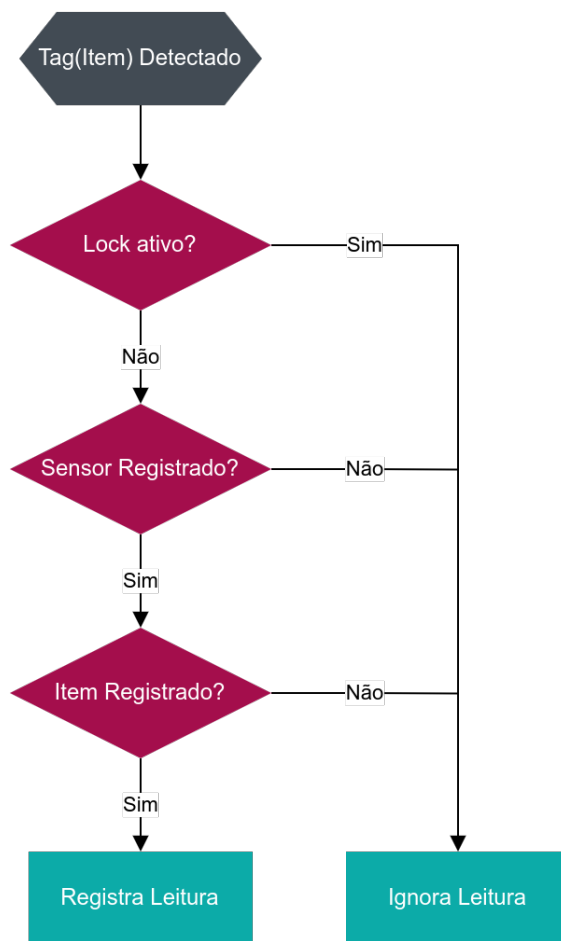 Tag(Item) Detectado
Lock ativo?
Sim
Não
Sensor Registrado?
Não
Sim
Item Registrado?
Não
Sim
Registra Leitura
Ignora Leitura